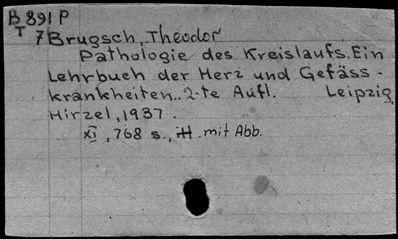 B 891 P
T 7 Brugsch, Theodor
Pathologie des Kreislaufs. Ein
Lehrbuch der Herz und Gefäss-
krankheiten.. 2-te Aufl. Leipzig,
Hirzel, 1937.
XI, 768 s., mit Abb.